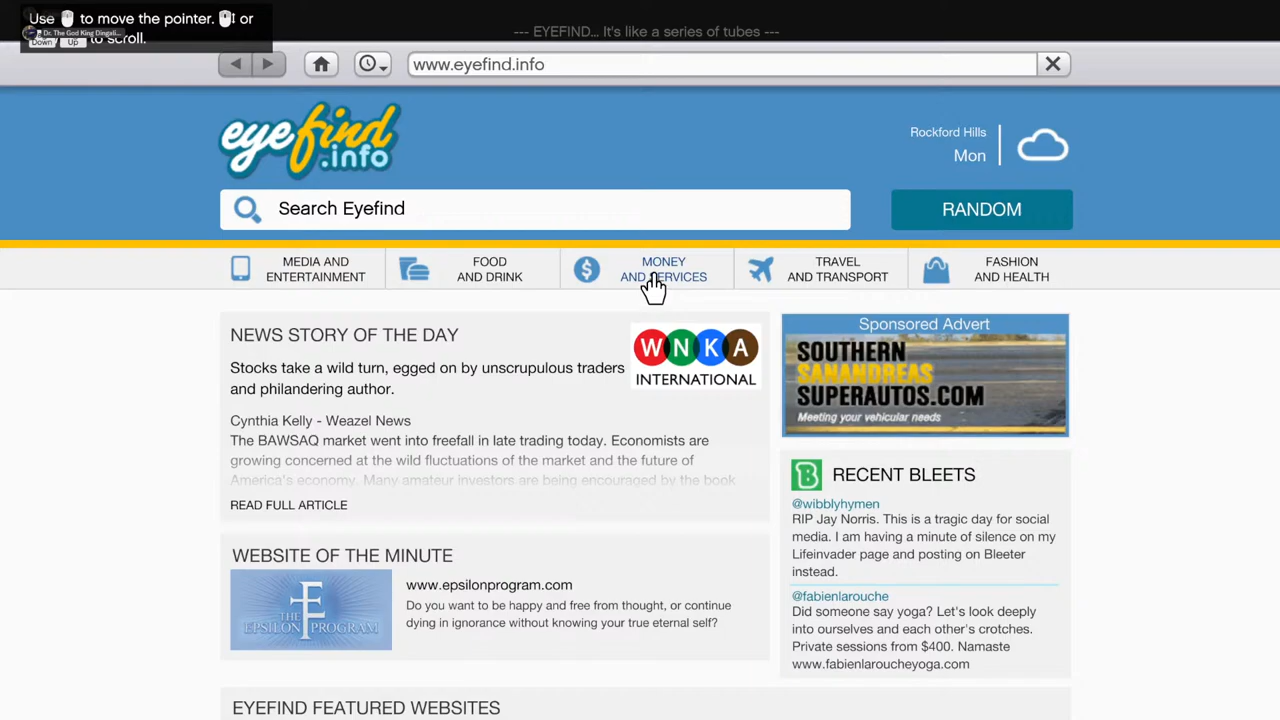 Use or to move the pointer. or
Dr. The God King Dingali...
Down Up to scroll.
--- EYEFIND... It's like a series of tubes ---
www.eyefind.info
eyefind
.info
Rockford Hills
Mon
Search Eyefind
RANDOM
MEDIA AND
ENTERTAINMENT
FOOD
AND DRINK
MONEY
AND SERVICES
TRAVEL
AND TRANSPORT
FASHION
AND HEALTH
NEWS STORY OF THE DAY
Stocks take a wild turn, egged on by unscrupulous traders
and philandering author.
Cynthia Kelly - Weazel News
The BAWSAQ market went into freefall in late trading today. Economists are
growing concerned at the wild fluctuations of the market and the future of
America's economy. Many amateur investors are being encouraged by the book
READ FULL ARTICLE
WNKA
INTERNATIONAL
Sponsored Advert
SOUTHERN
SANANDREAS
SUPERAUTOS.COM
Meeting your vehicular needs
WEBSITE OF THE MINUTE
THE
EPSILON PROGRAM
www.epsilonprogram.com
Do you want to be happy and free from thought, or continue
dying in ignorance without knowing your true eternal self?
RECENT BLEETS
@wibblyhymen
RIP Jay Norris. This is a tragic day for social
media. I am having a minute of silence on my
Lifeinvader page and posting on Bleeter
instead.
@fabienlarouche
Did someone say yoga? Let's look deeply
into ourselves and each other's crotches.
Private sessions from $400. Namaste
www.fabienlaroucheyoga.com
EYEFIND FEATURED WEBSITES